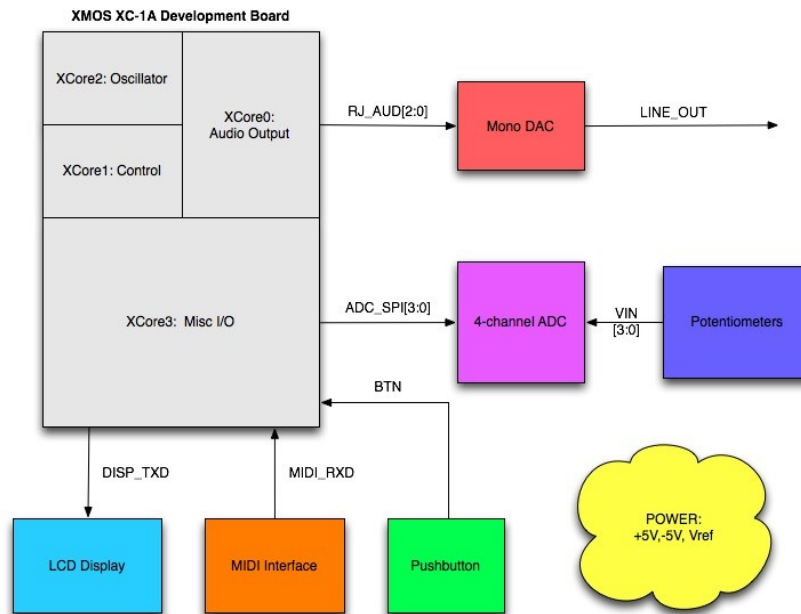 XMOS XC-1A Development Board
XCore2: Oscillator
XCore0:
Audio Output
XCore1: Control
RJ_AUD[2:0]
Mono DAC
LINE_OUT
XCore3:  Misc I/O
ADC_SPI[3:0]
4-channel ADC
VIN
[3:0]
Potentiometers
BTN
DISP_TXD
MIDI_RXD
LCD Display
MIDI Interface
Pushbutton
POWER:
+5V,-5V, Vref